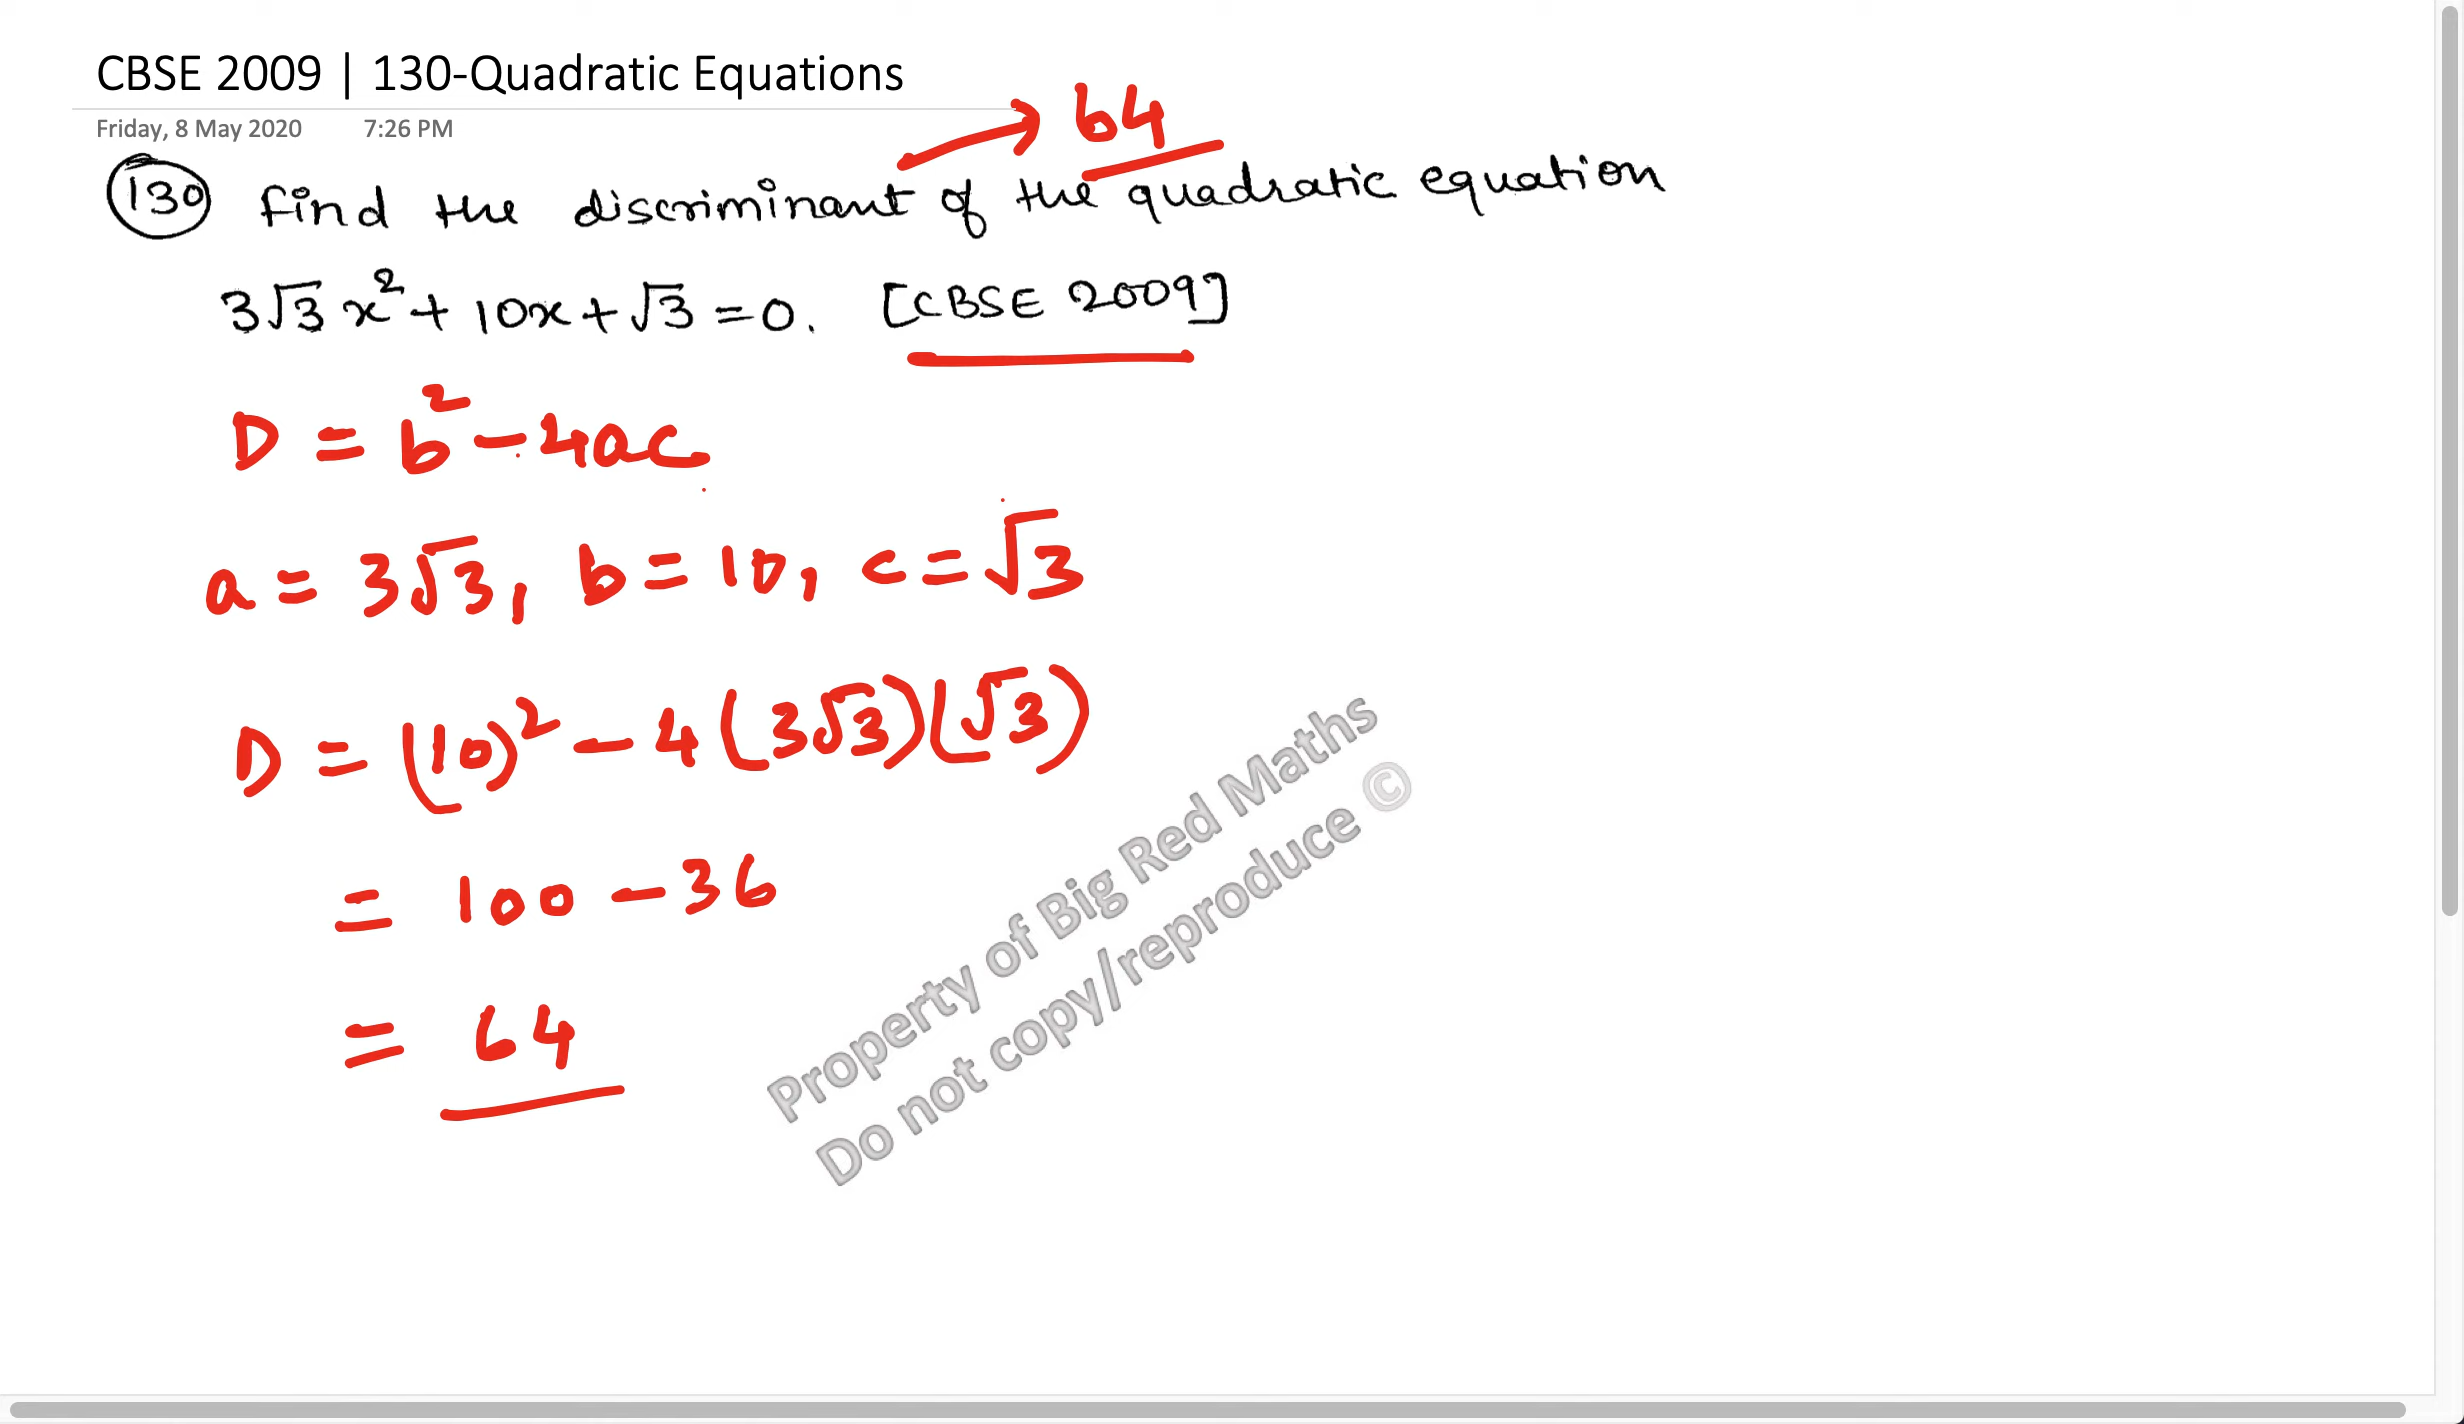 CBSE 2009 | 130-Quadratic Equations
Friday, 8 May 2020 7:26 PM
→ 64
130 Find the discriminant of the quadratic equation
3√3 x² + 10x + √3 = 0. [CBSE 2009]
D = b² - 4ac
a = 3√3, b = 10, c = √3
D = (10)² - 4 (3√3)(√3)
= 100 - 36
= 64
Property of Big Red Maths
Do not copy/reproduce ©